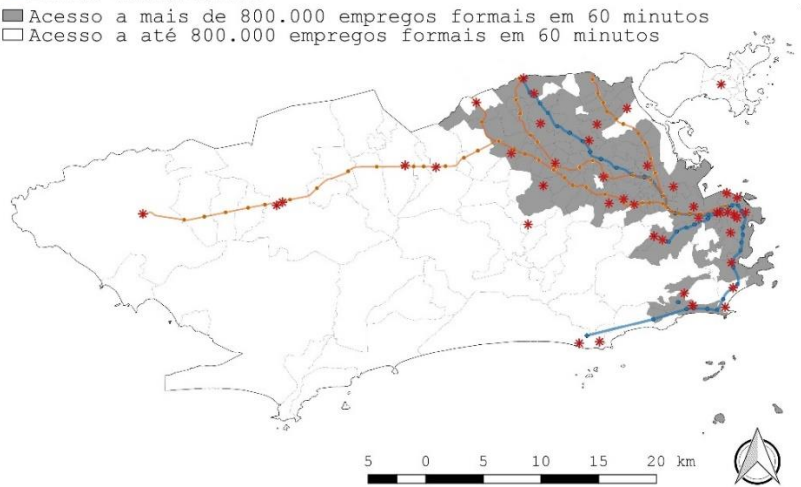 Acesso a mais de 800.000 empregos formais em 60 minutos
Acesso a até 800.000 empregos formais em 60 minutos
5 0 5 10 15 20 km